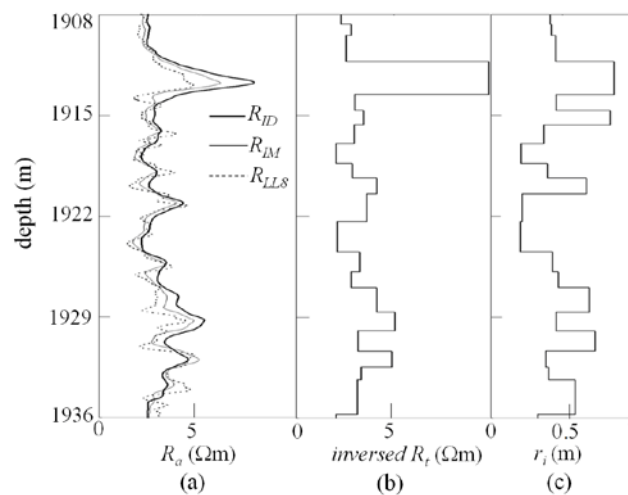 1908
1915
1922
1929
1936
depth (m)
R_ID
R_IM
R_LL8
0 5
0 5
0 0.5
R_a (Ωm)
inversed R_t (Ωm)
r_i (m)
(a)
(b)
(c)